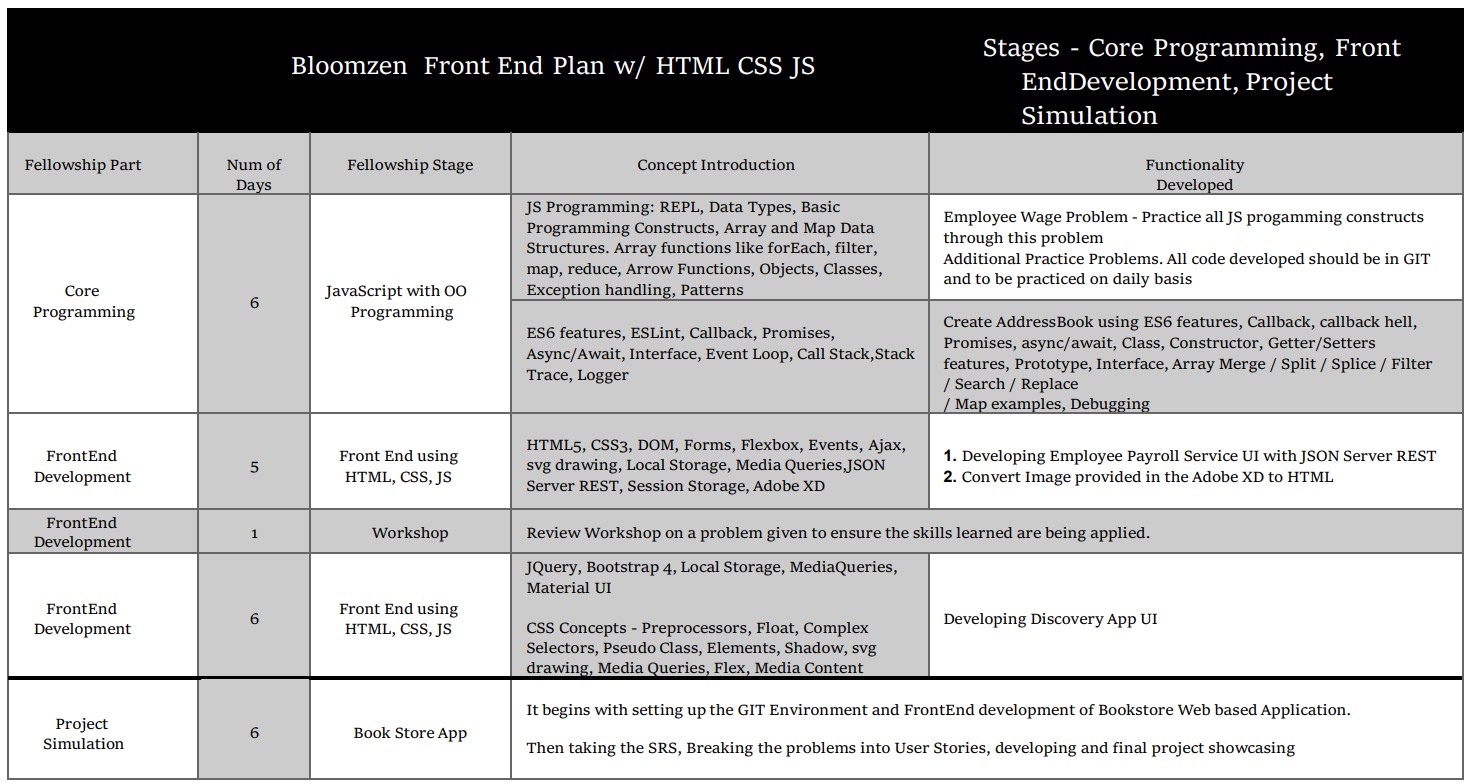 Bloomzen Front End Plan w/ HTML CSS JS
Stages - Core Programming, Front
EndDevelopment, Project
Simulation
Fellowship Part
Num of
Days
Fellowship Stage
Concept Introduction
Functionality
Developed
Core
Programming
6
JavaScript with OO
Programming
JS Programming: REPL, Data Types, Basic
Programming Constructs, Array and Map Data
Structures. Array functions like forEach, filter,
map, reduce, Arrow Functions, Objects, Classes,
Exception handling, Patterns
Employee Wage Problem - Practice all JS progamming constructs
through this problem
Additional Practice Problems. All code developed should be in GIT
and to be practiced on daily basis
ES6 features, ESLint, Callback, Promises,
Async/Await, Interface, Event Loop, Call Stack,Stack
Trace, Logger
Create AddressBook using ES6 features, Callback, callback hell,
Promises, async/await, Class, Constructor, Getter/Setters
features, Prototype, Interface, Array Merge / Split / Splice / Filter
/ Search / Replace
/ Map examples, Debugging
FrontEnd
Development
5
Front End using
HTML, CSS, JS
HTML5, CSS3, DOM, Forms, Flexbox, Events, Ajax,
svg drawing, Local Storage, Media Queries,JSON
Server REST, Session Storage, Adobe XD
1. Developing Employee Payroll Service UI with JSON Server REST
2. Convert Image provided in the Adobe XD to HTML
FrontEnd
Development
1
Workshop
Review Workshop on a problem given to ensure the skills learned are being applied.
FrontEnd
Development
6
Front End using
HTML, CSS, JS
JQuery, Bootstrap 4, Local Storage, MediaQueries,
Material UI
CSS Concepts - Preprocessors, Float, Complex
Selectors, Pseudo Class, Elements, Shadow, svg
drawing, Media Queries, Flex, Media Content
Developing Discovery App UI
Project
Simulation
6
Book Store App
It begins with setting up the GIT Environment and FrontEnd development of Bookstore Web based Application.
Then taking the SRS, Breaking the problems into User Stories, developing and final project showcasing